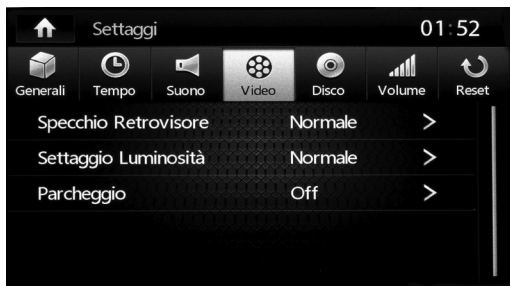 Settaggi 01:52
Generali Tempo Suono Video Disco Volume Reset
Specchio Retrovisore Normale >
Settaggio Luminosità Normale >
Parcheggio Off >